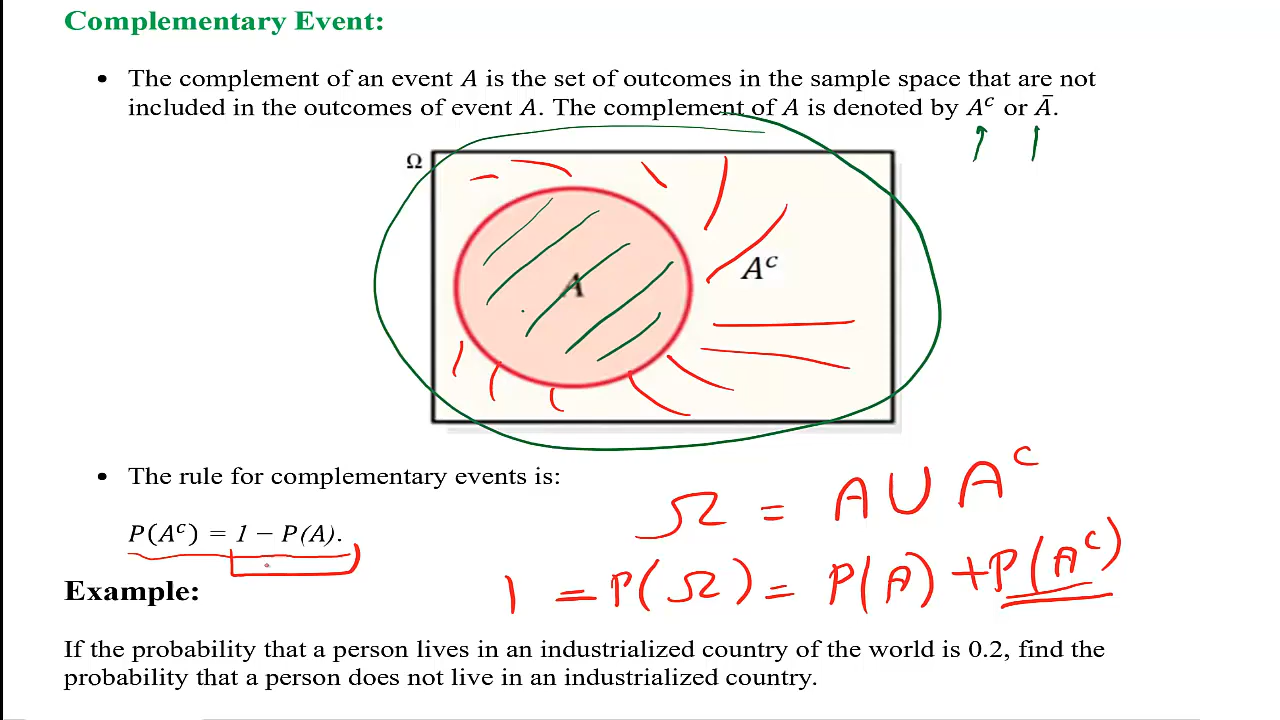 Complementary Event:
• The complement of an event A is the set of outcomes in the sample space that are not
included in the outcomes of event A. The complement of A is denoted by Aᶜ or Ā.
Ω
A
Aᶜ
• The rule for complementary events is:
Ω = A ∪ Aᶜ
P(Aᶜ) = 1 − P(A).
1 = P(Ω) = P(A) + P(Aᶜ)
Example:
If the probability that a person lives in an industrialized country of the world is 0.2, find the
probability that a person does not live in an industrialized country.